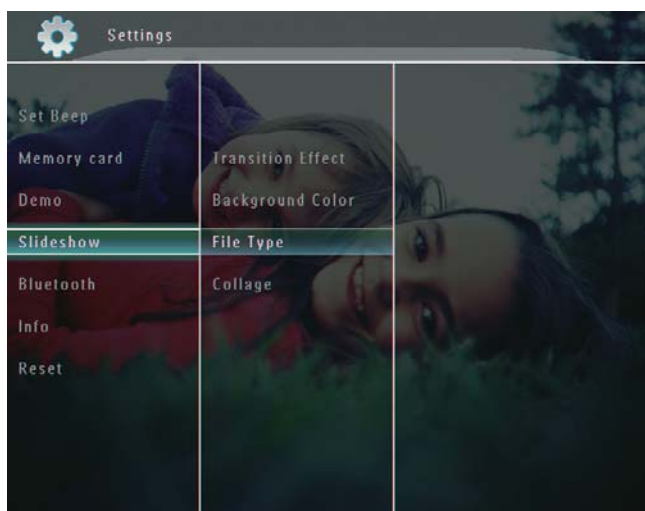 Settings
Set Beep
Memory card
Demo
Slideshow
Bluetooth
Info
Reset
Transition Effect
Background Color
File Type
Collage